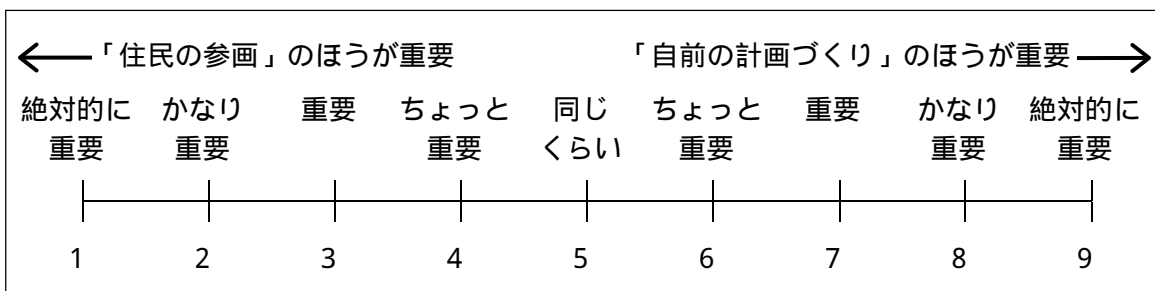 「住民の参画」のほうが重要 「自前の計画づくり」のほうが重要
絶対的に かなり 重要 ちょっと 同じ ちょっと 重要 かなり 絶対的に
重要 重要 重要 くらい 重要 重要 重要
1 2 3 4 5 6 7 8 9